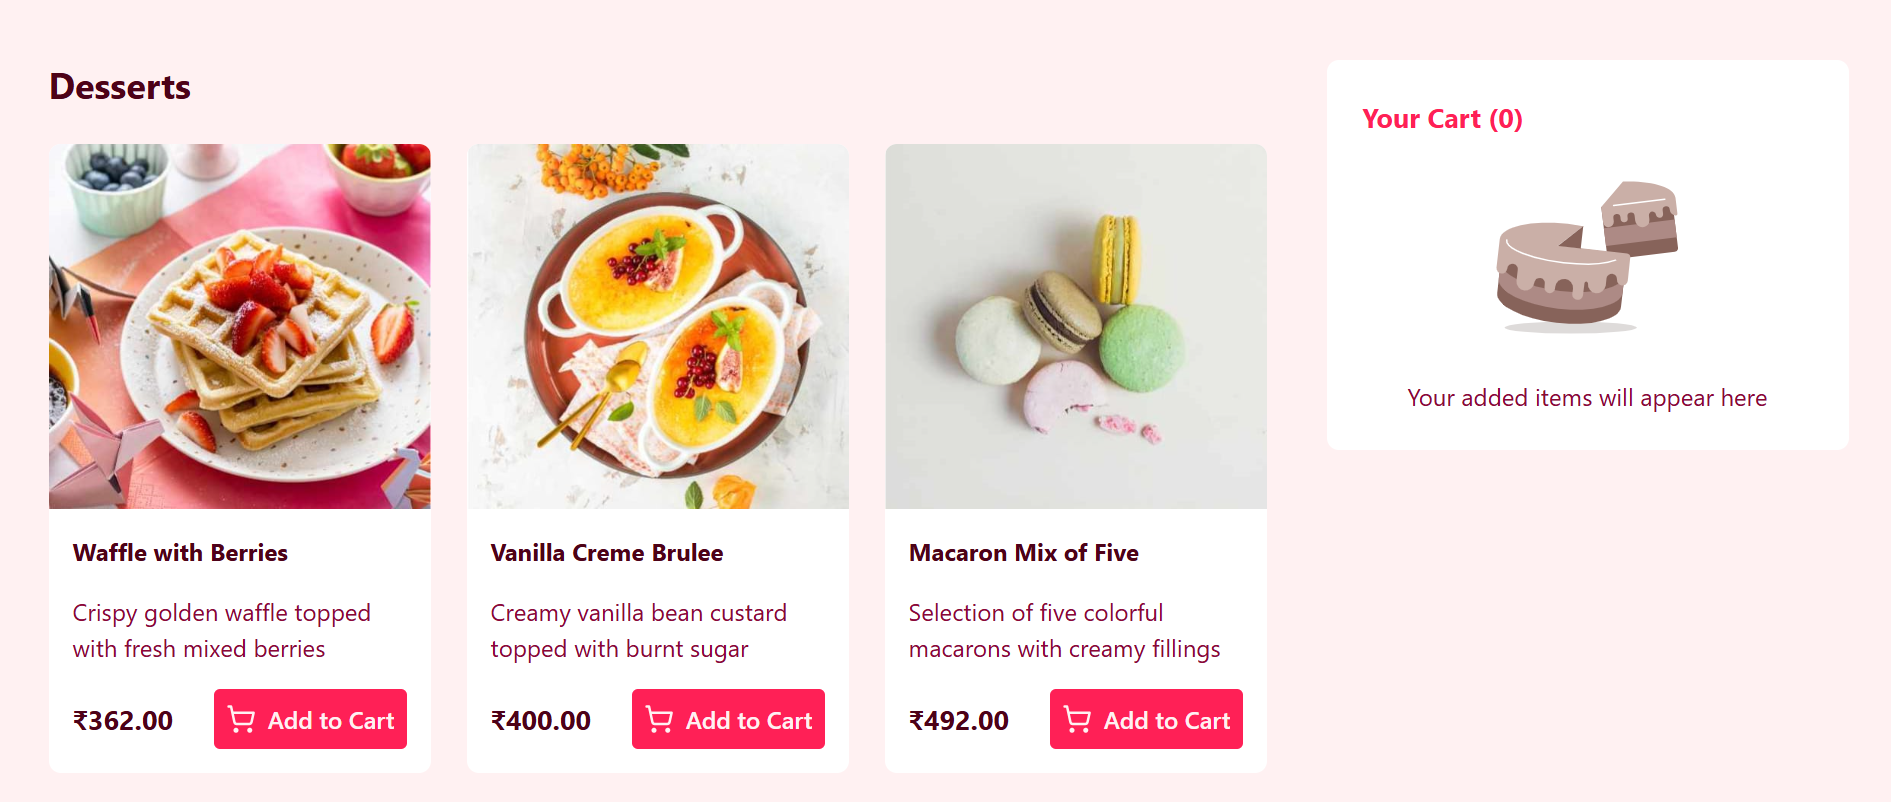 Desserts
Your Cart (0)
Your added items will appear here
Waffle with Berries
Crispy golden waffle topped
with fresh mixed berries
₹362.00
Add to Cart
Vanilla Creme Brulee
Creamy vanilla bean custard
topped with burnt sugar
₹400.00
Add to Cart
Macaron Mix of Five
Selection of five colorful
macarons with creamy fillings
₹492.00
Add to Cart